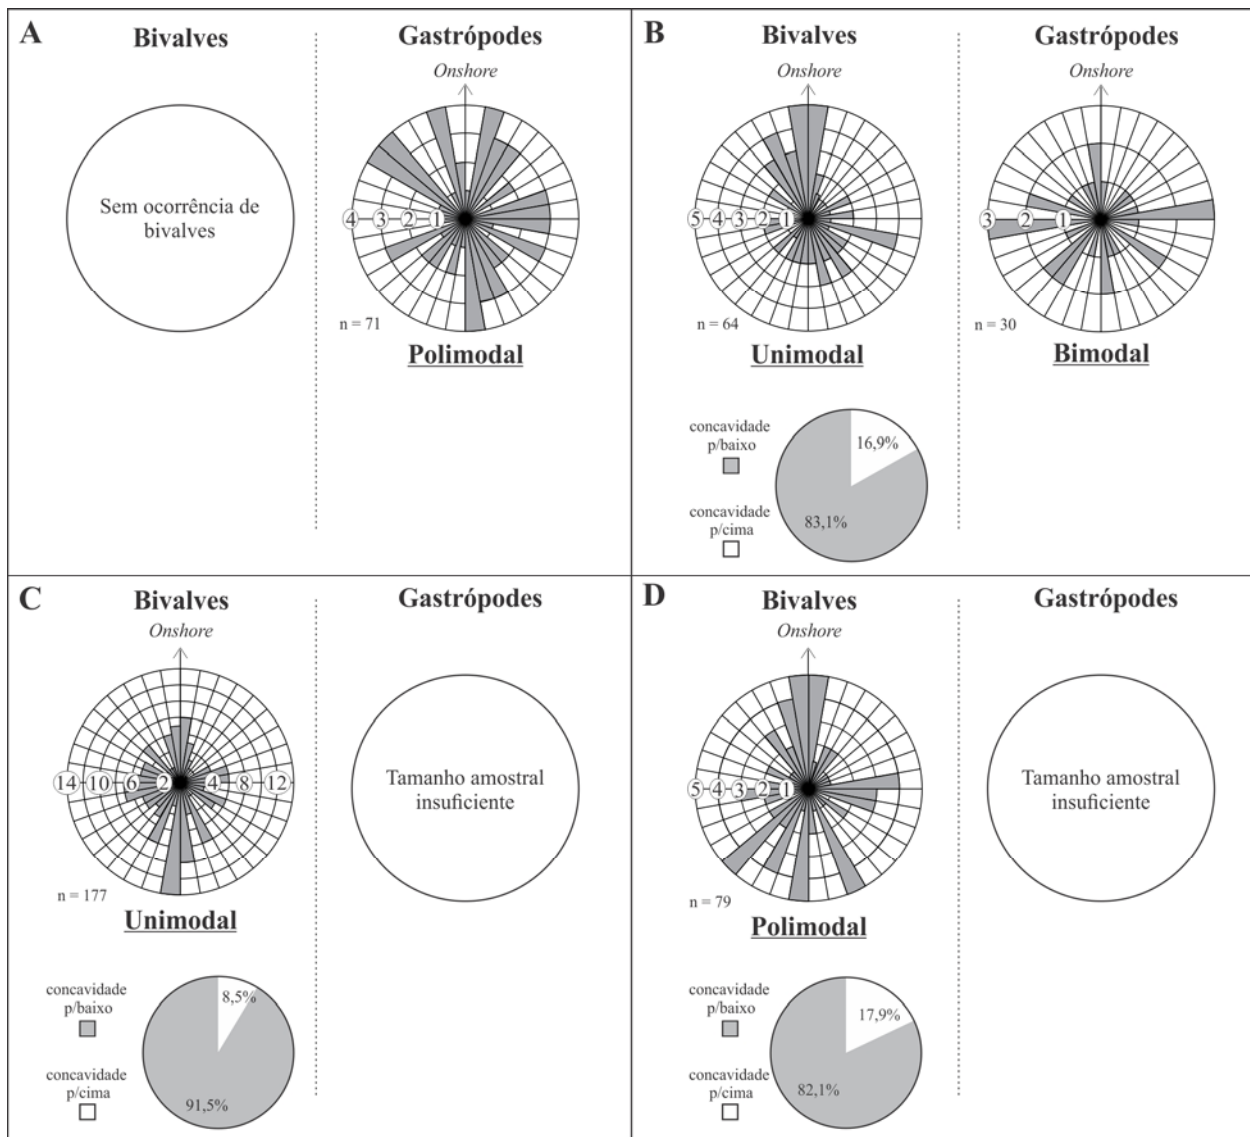 A
Bivalves
Gastrópodes
Onshore
Sem ocorrência de
bivalves
4 3 2 1
n = 71
Polimodal
B
Bivalves
Gastrópodes
Onshore
Onshore
5 4 3 2 1
3 2 1
n = 64
n = 30
Unimodal
Bimodal
concavidade
p/baixo
concavidade
p/cima
16,9%
83,1%
C
Bivalves
Gastrópodes
Onshore
14 10 6 2 4 8 12
Tamanho amostral
insuficiente
n = 177
Unimodal
concavidade
p/baixo
concavidade
p/cima
8,5%
91,5%
D
Bivalves
Gastrópodes
Onshore
5 4 3 2 1
Tamanho amostral
insuficiente
n = 79
Polimodal
concavidade
p/baixo
concavidade
p/cima
17,9%
82,1%